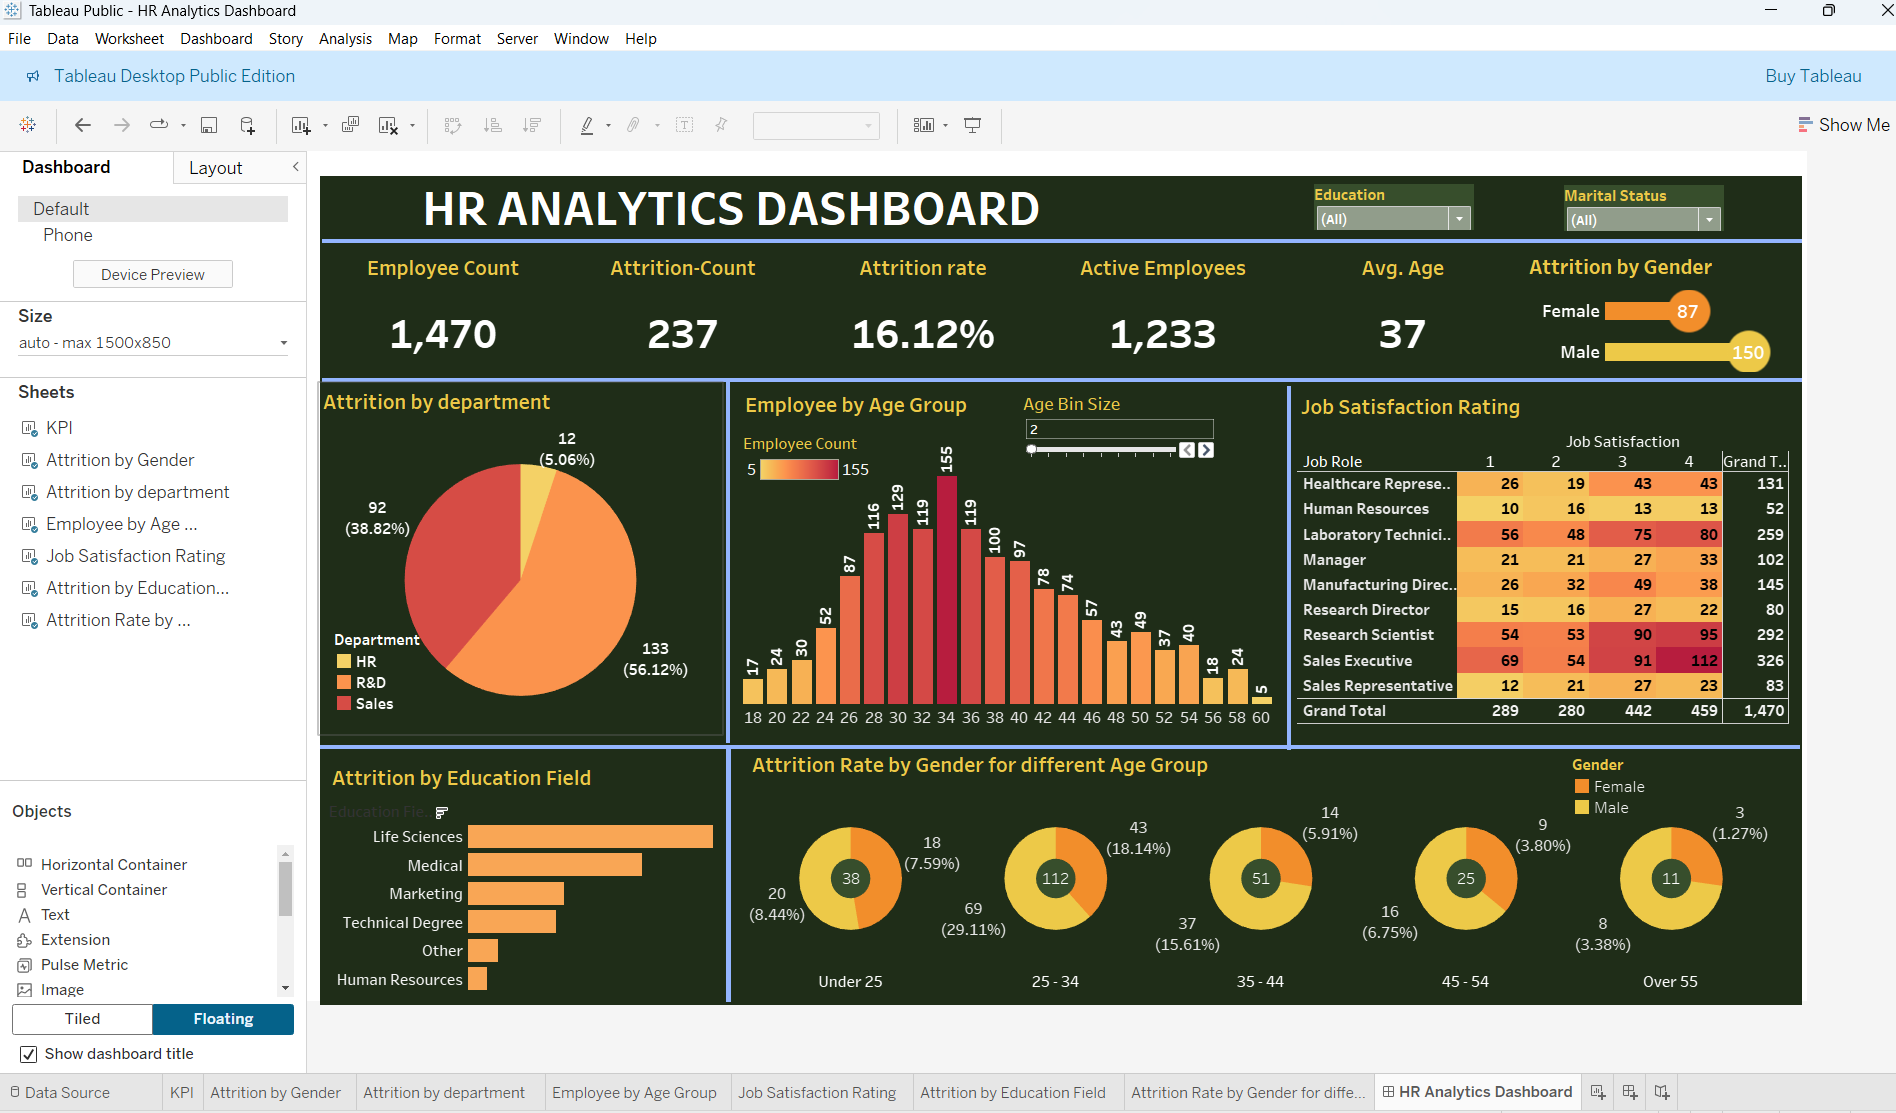 Tableau Public - HR Analytics Dashboard
File Data Worksheet Dashboard Story Analysis Map Format Server Window Help
Tableau Desktop Public Edition
Buy Tableau
Show Me
Dashboard
Layout
Default
Phone
Device Preview
Size
auto - max 1500x850
Sheets
KPI
Attrition by Gender
Attrition by department
Employee by Age ...
Job Satisfaction Rating
Attrition by Education...
Attrition Rate by ...
Objects
Horizontal Container
Vertical Container
Text
Extension
Pulse Metric
Image
Tiled
Floating
Show dashboard title
HR ANALYTICS DASHBOARD
Education
(All)
Marital Status
(All)
Employee Count
1,470
Attrition-Count
237
Attrition rate
16.12%
Active Employees
1,233
Avg. Age
37
Attrition by Gender
Female 87
Male 150
Attrition by department
12
(5.06%)
92
(38.82%)
133
(56.12%)
Department
HR
R&D
Sales
Employee by Age Group
Age Bin Size
2
Employee Count
5 155
17 24 30 52 87 116 129 119 155 119 100 97 78 74 57 43 49 37 40 18 24 5
18 20 22 24 26 28 30 32 34 36 38 40 42 44 46 48 50 52 54 56 58 60
Job Satisfaction Rating
Job Satisfaction
Job Role 1 2 3 4 Grand T..
Healthcare Represe.. 26 19 43 43 131
Human Resources 10 16 13 13 52
Laboratory Technici.. 56 48 75 80 259
Manager 21 21 27 33 102
Manufacturing Direc.. 26 32 49 38 145
Research Director 15 16 27 22 80
Research Scientist 54 53 90 95 292
Sales Executive 69 54 91 112 326
Sales Representative 12 21 27 23 83
Grand Total 289 280 442 459 1,470
Attrition by Education Field
Education Fie..
Life Sciences
Medical
Marketing
Technical Degree
Other
Human Resources
Attrition Rate by Gender for different Age Group
Gender
Female
Male
38
18
(7.59%)
20
(8.44%)
Under 25
112
43
(18.14%)
69
(29.11%)
25 - 34
51
14
(5.91%)
37
(15.61%)
35 - 44
25
9
(3.80%)
16
(6.75%)
45 - 54
11
3
(1.27%)
8
(3.38%)
Over 55
Data Source KPI Attrition by Gender Attrition by department Employee by Age Group Job Satisfaction Rating Attrition by Education Field Attrition Rate by Gender for diffe... HR Analytics Dashboard